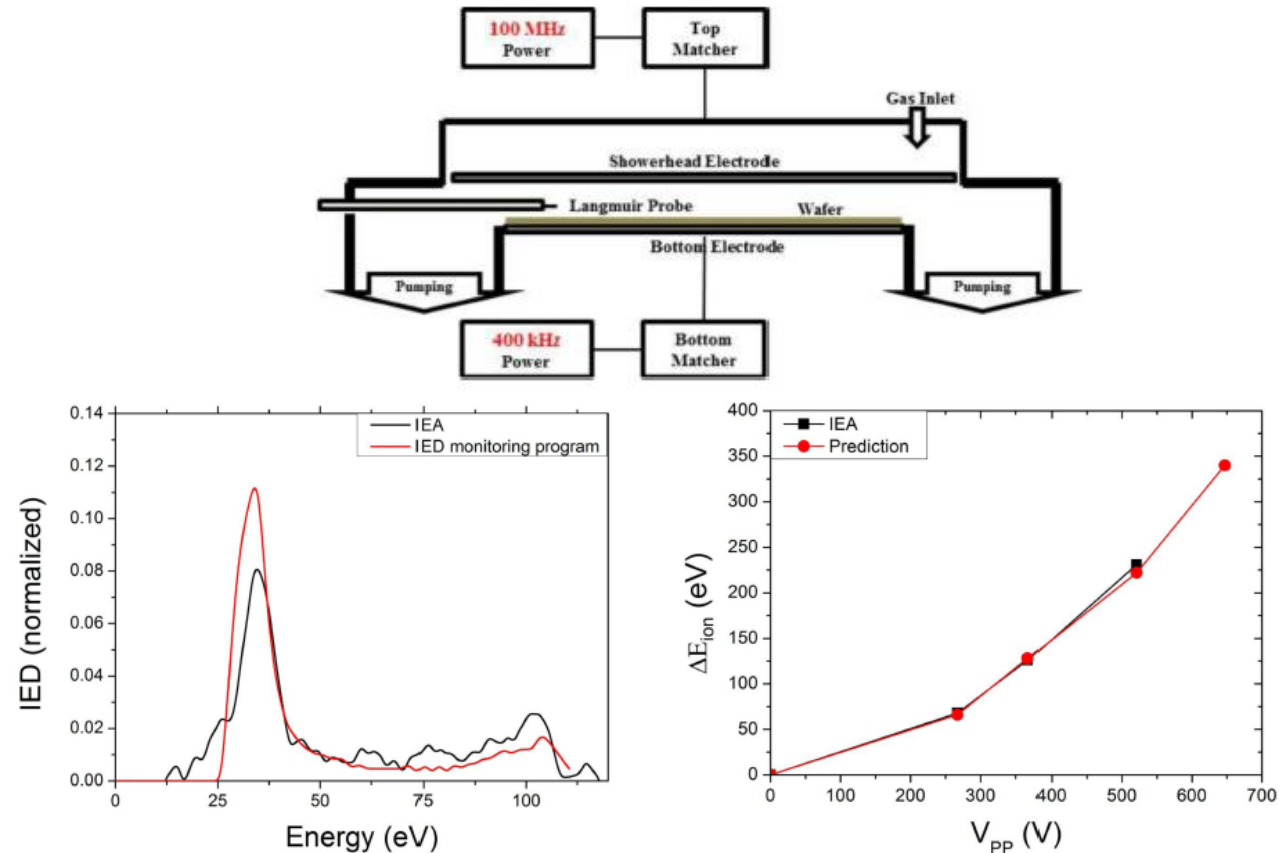 100 MHz
Power
Top
Matcher
Gas Inlet
Showerhead Electrodle
Langmuir Probe
Wafer
Bottom Electrode
Pumping
Pumping
400 kHz
Power
Bottom
Matcher
0.14
0.12
0.10
0.08
0.06
0.04
0.02
0.00
IED (normalized)
IEA
IED monitoring program
0
25
50
75
100
Energy (eV)
400
350
300
250
200
150
100
50
0
ΔEion (eV)
IEA
Prediction
0
100
200
300
400
500
600
700
VPP (V)